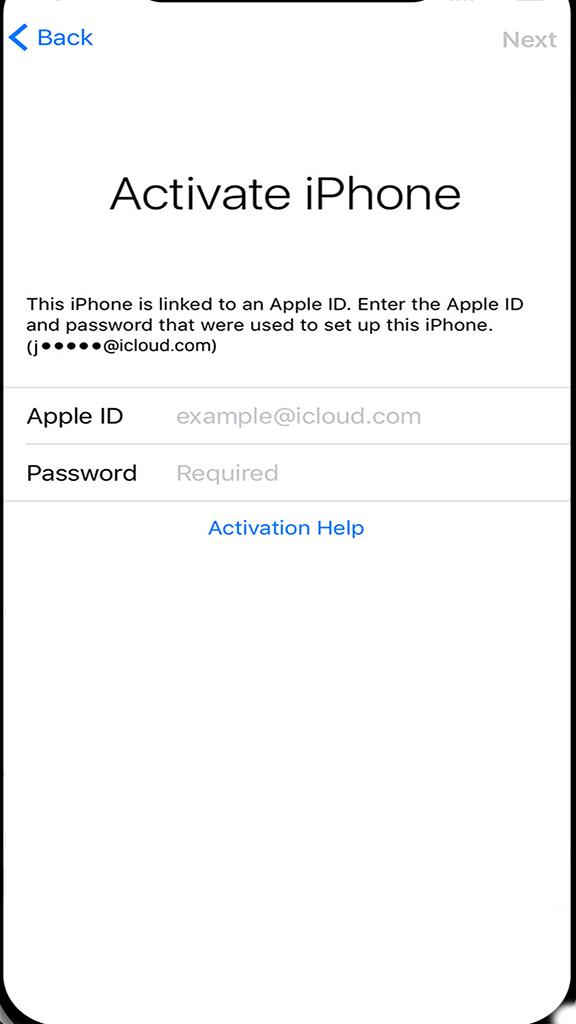 Back
Next
Activate iPhone
This iPhone is linked to an Apple ID. Enter the Apple ID
and password that were used to set up this iPhone.
(j●●●●●@icloud.com)
Apple ID example@icloud.com
Password Required
Activation Help